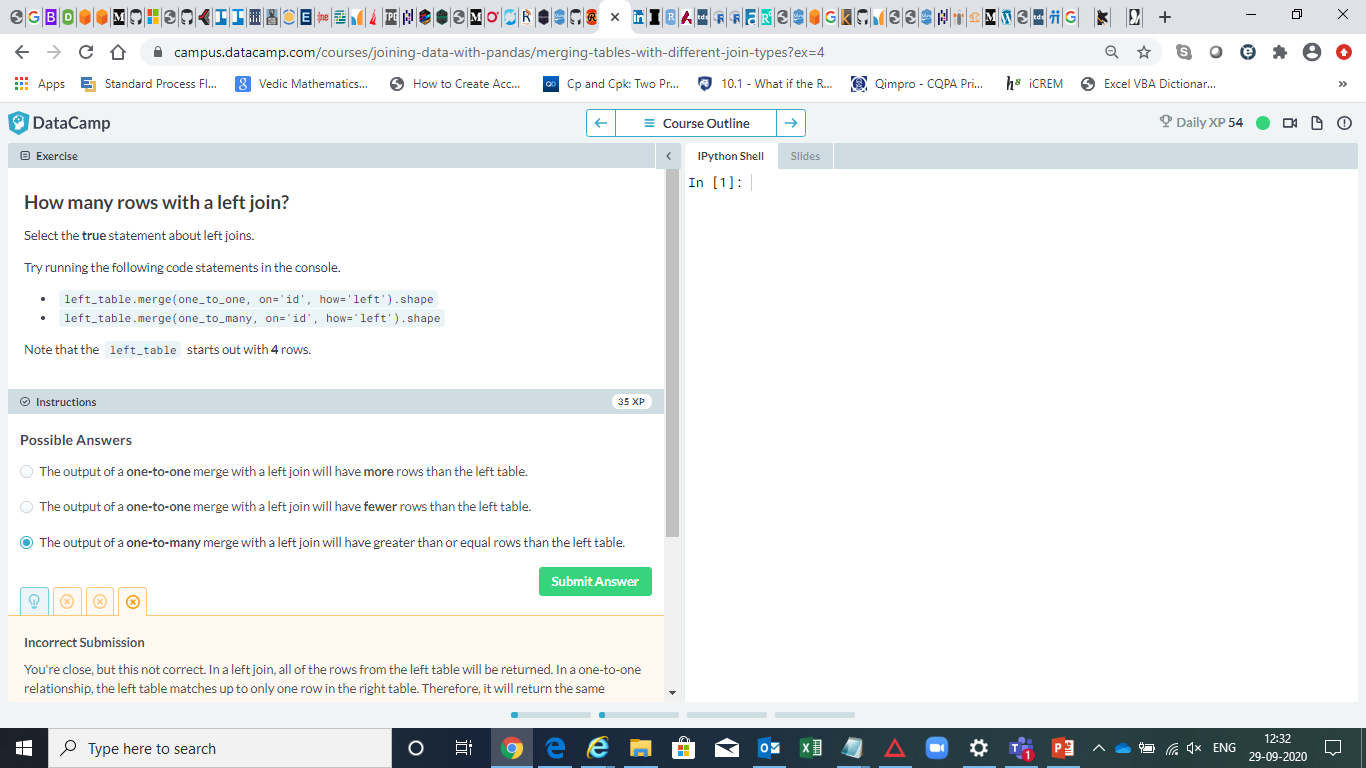 campus.datacamp.com/courses/joining-data-with-pandas/merging-tables-with-different-join-types?ex=4
Apps
Standard Process Fl...
Vedic Mathematics...
How to Create Acc...
Cp and Cpk: Two Pr...
10.1 - What if the R...
Qimpro - CQPA Pri...
iCREM
Excel VBA Dictionar...
»
DataCamp
Course Outline
Daily XP 54
Exercise
IPython Shell
Slides
In [1]:
How many rows with a left join?
Select the true statement about left joins.
Try running the following code statements in the console.
• left_table.merge(one_to_one, on='id', how='left').shape
• left_table.merge(one_to_many, on='id', how='left').shape
Note that the left_table starts out with 4 rows.
Instructions
35 XP
Possible Answers
The output of a one-to-one merge with a left join will have more rows than the left table.
The output of a one-to-one merge with a left join will have fewer rows than the left table.
The output of a one-to-many merge with a left join will have greater than or equal rows than the left table.
Submit Answer
Incorrect Submission
You're close, but this not correct. In a left join, all of the rows from the left table will be returned. In a one-to-one
relationship, the left table matches up to only one row in the right table. Therefore, it will return the same
Type here to search
ENG
12:32
29-09-2020